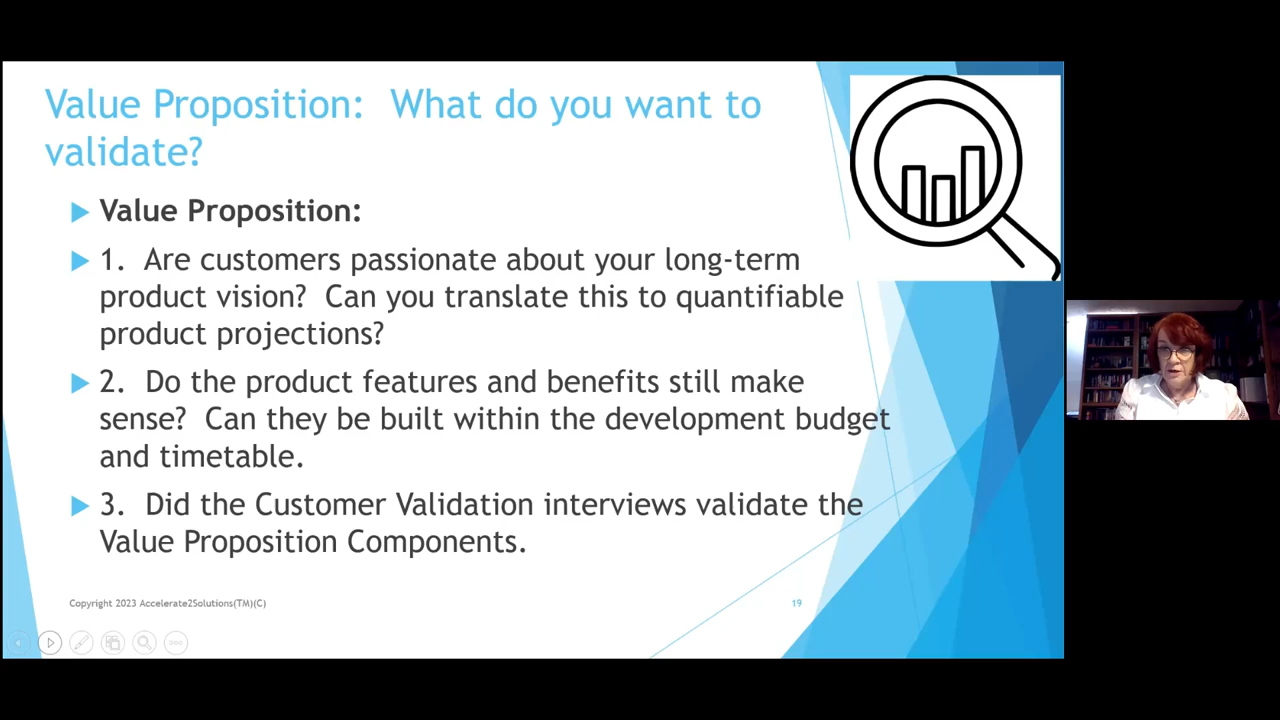 Value Proposition:  What do you want to
validate?
Value Proposition:
1.  Are customers passionate about your long-term
product vision?  Can you translate this to quantifiable
product projections?
2.  Do the product features and benefits still make
sense?  Can they be built within the development budget
and timetable.
3.  Did the Customer Validation interviews validate the
Value Proposition Components.
Copyright 2023 Accelerate2Solutions(TM)(C)
19